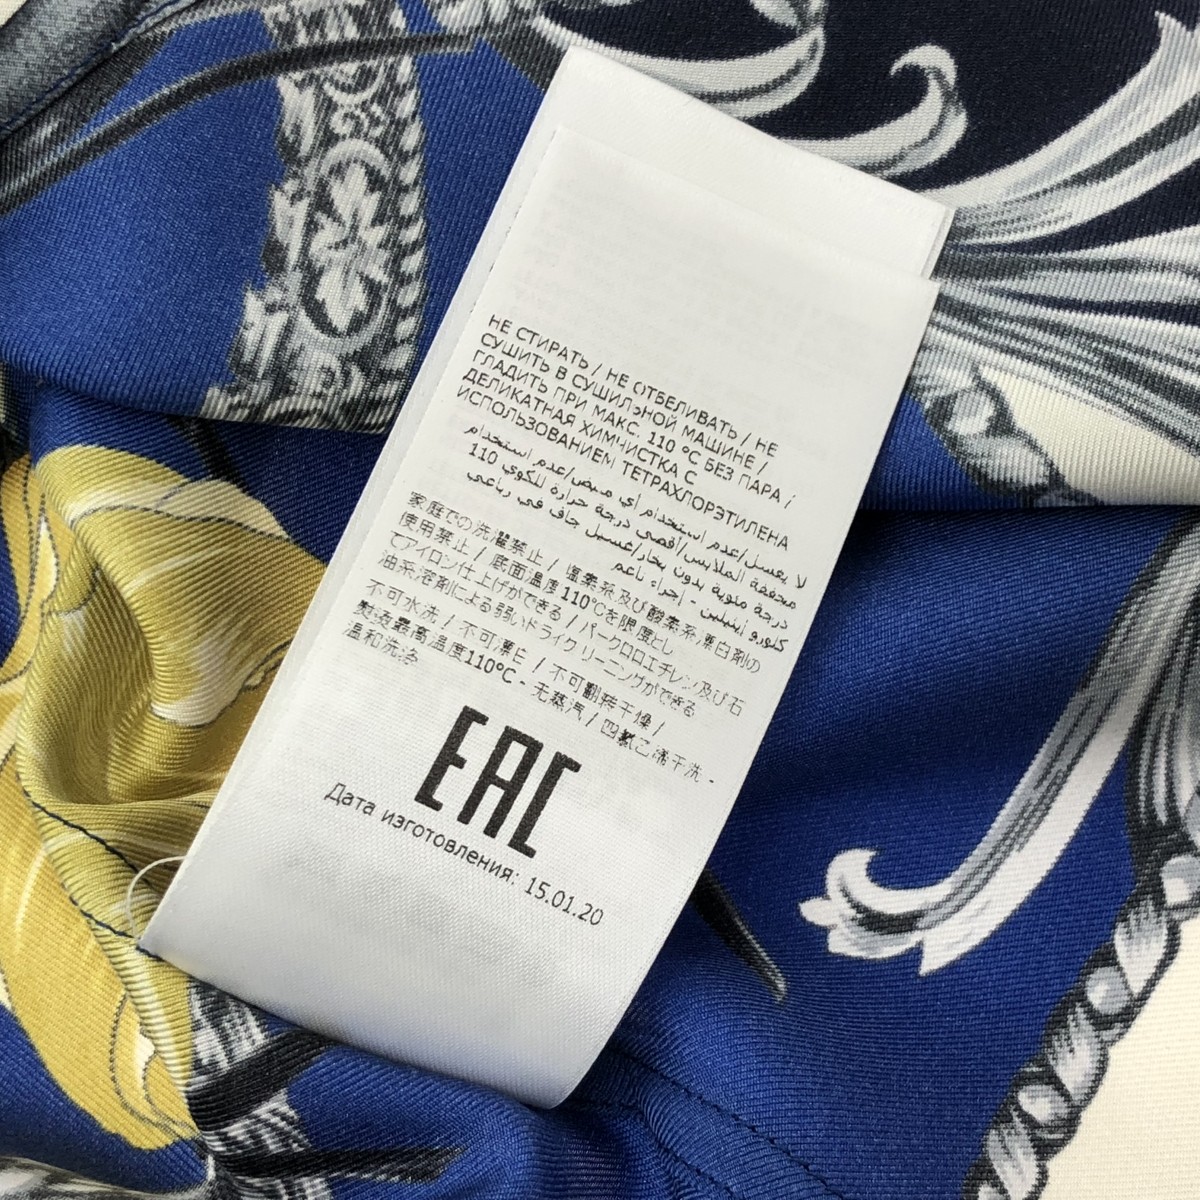 НЕ СТИРАТЬ / НЕ ОТБЕЛИВАТЬ / НЕ
СУШИТЬ В СУШИЛЭНОЙ МАШИНЕ /
ГЛАДИТЬ ПРИ МАКС. 110 °C БЕЗ ПАРА /
ДЕЛИКАТНАЯ ХИМЧИСТКА С
ИСПОЛЬЗОВАНИЕМ ТЕТРАХЛОРЭТИЛЕНА
لا يغسل/عدم استخدام أي مبيض/عدم استخدام
مجففة الملابس/أقصى درجة حرارة للكوي 110
درجة مئوية بدون بخار/غسيل جاف في رباعي
كلورو إيثيلين - إجراء ناعم
家庭での洗濯禁止 / 塩素系及び酸素系漂白剤の
使用禁止 / 底面温度110℃を限度とし
てアイロン仕上げができる / パークロロエチレン及び石
油系溶剤による弱いドライクリーニングができる
不可水洗 / 不可漂白 / 不可翻转干燥 /
熨烫最高温度110°C - 无蒸汽 / 四氯乙烯干洗 -
温和洗涤
EAC
Дата изготовления: 15.01.20